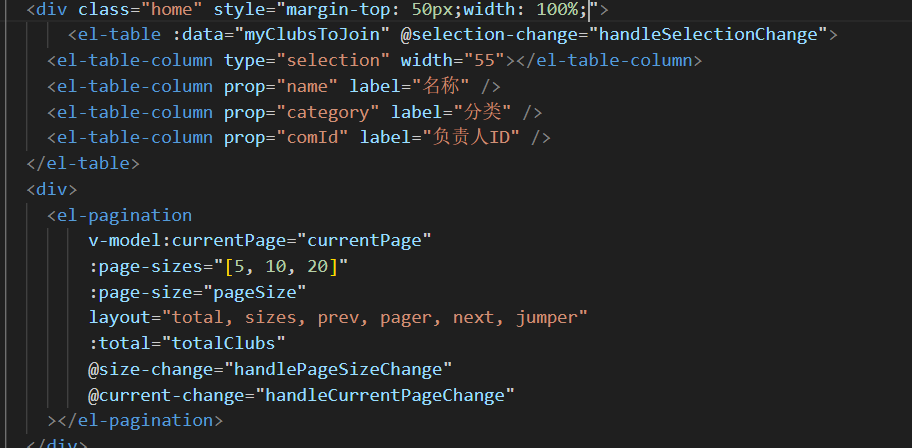 <div class="home" style="margin-top: 50px;width: 100%;">
<el-table :data="myClubsToJoin" @selection-change="handleSelectionChange">
<el-table-column type="selection" width="55"></el-table-column>
<el-table-column prop="name" label="名称" />
<el-table-column prop="category" label="分类" />
<el-table-column prop="comId" label="负责人ID" />
</el-table>
<div>
<el-pagination
v-model:currentPage="currentPage"
:page-sizes="[5, 10, 20]"
:page-size="pageSize"
layout="total, sizes, prev, pager, next, jumper"
:total="totalClubs"
@size-change="handlePageSizeChange"
@current-change="handleCurrentPageChange"
></el-pagination>
</div>